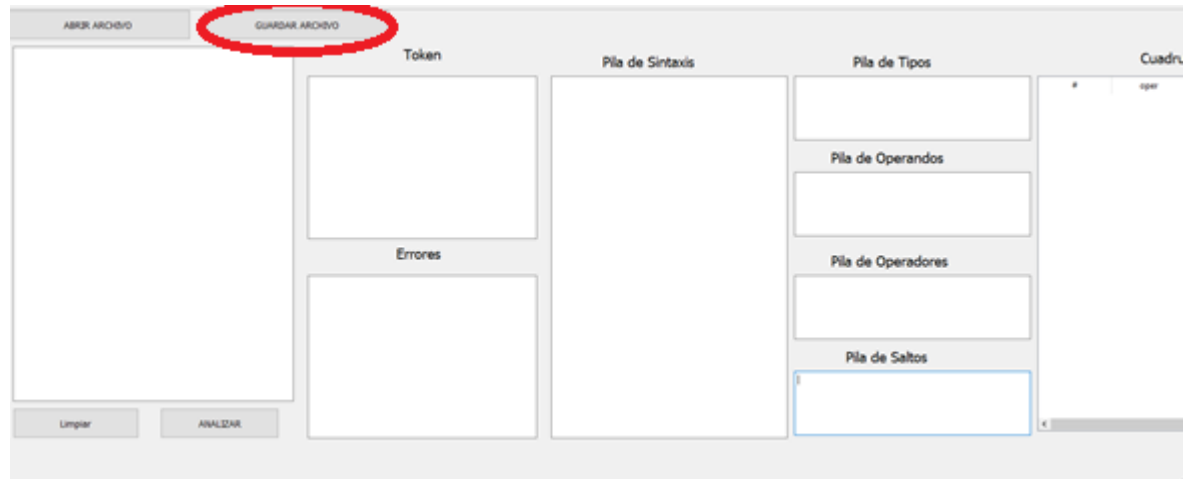 ABRIR ARCHIVO
GUARDAR ARCHIVO
Token
Pila de Sintaxis
Pila de Tipos
Cuadru
# oper
Pila de Operandos
Errores
Pila de Operadores
Pila de Saltos
Limpiar
ANALIZAR